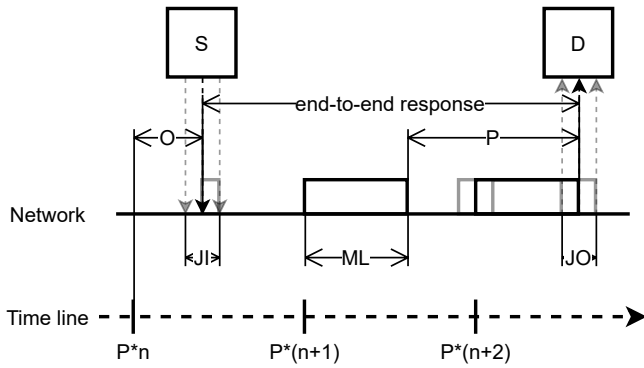 S
D
end-to-end response
O
P
Network
JI
ML
JO
Time line
P*n
P*(n+1)
P*(n+2)